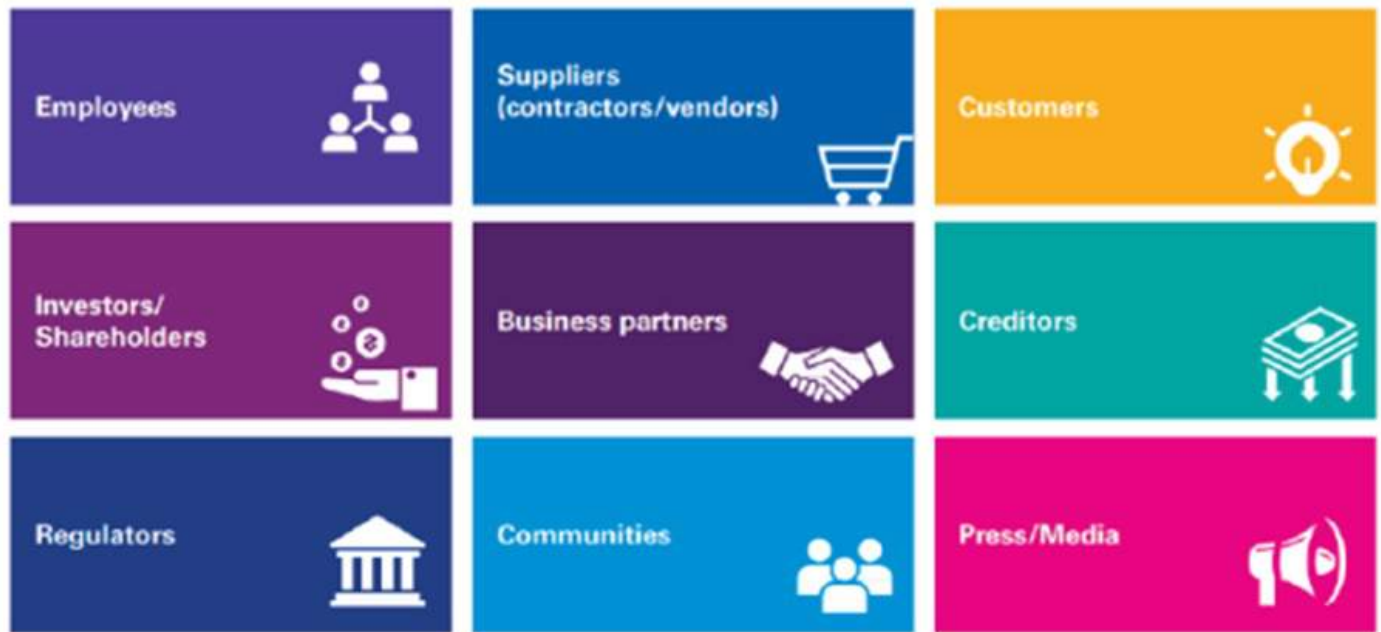 Employees
Suppliers
(contractors/vendors)
Customers
Investors/
Shareholders
Business partners
Creditors
Regulators
Communities
Press/Media